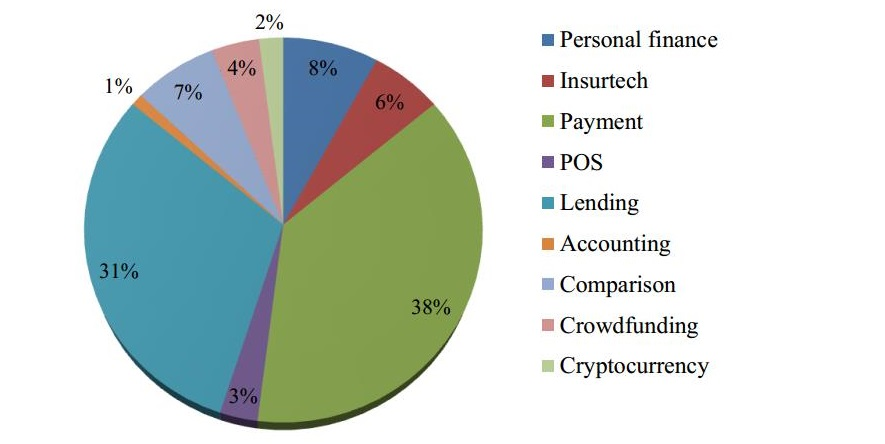 2%
8%
6%
38%
3%
31%
1%
7%
4%
Personal finance
Insurtech
Payment
POS
Lending
Accounting
Comparison
Crowdfunding
Cryptocurrency